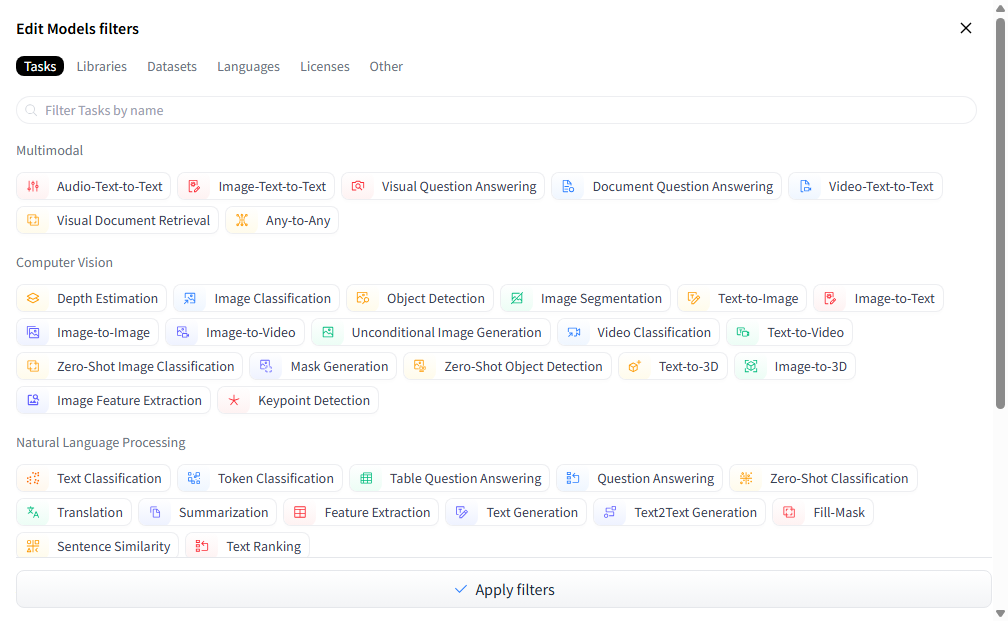 Edit Models filters
Tasks Libraries Datasets Languages Licenses Other
Filter Tasks by name
Multimodal
Audio-Text-to-Text Image-Text-to-Text Visual Question Answering Document Question Answering Video-Text-to-Text
Visual Document Retrieval Any-to-Any
Computer Vision
Depth Estimation Image Classification Object Detection Image Segmentation Text-to-Image Image-to-Text
Image-to-Image Image-to-Video Unconditional Image Generation Video Classification Text-to-Video
Zero-Shot Image Classification Mask Generation Zero-Shot Object Detection Text-to-3D Image-to-3D
Image Feature Extraction Keypoint Detection
Natural Language Processing
Text Classification Token Classification Table Question Answering Question Answering Zero-Shot Classification
Translation Summarization Feature Extraction Text Generation Text2Text Generation Fill-Mask
Sentence Similarity Text Ranking
Apply filters